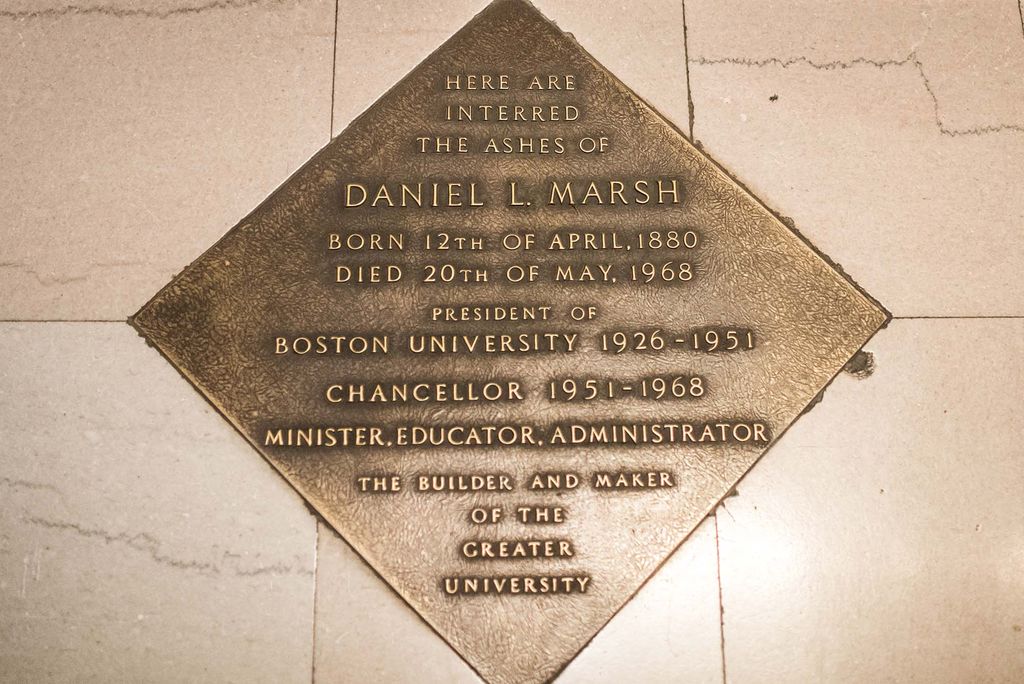 HERE ARE
INTERRED
THE ASHES OF
DANIEL L. MARSH
BORN 12TH OF APRIL, 1880
DIED 20TH OF MAY, 1968
PRESIDENT OF
BOSTON UNIVERSITY 1926-1951
CHANCELLOR 1951-1968
MINISTER, EDUCATOR, ADMINISTRATOR
THE BUILDER AND MAKER
OF THE
GREATER
UNIVERSITY